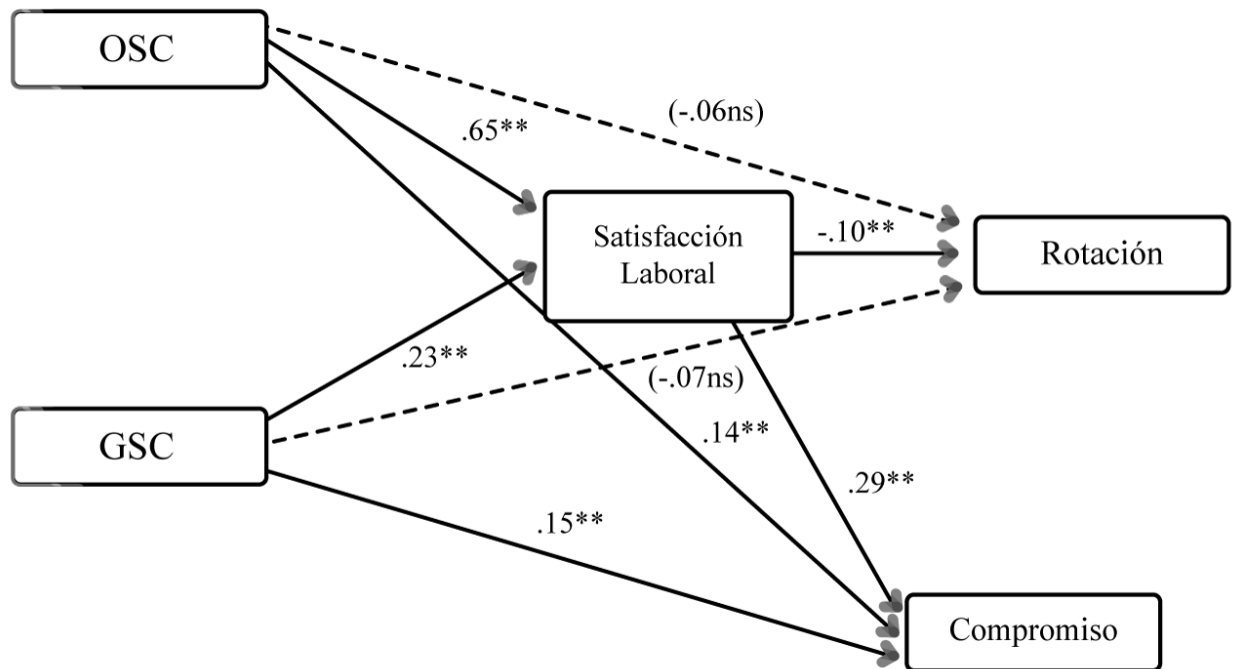 OSC
(-.06ns)
.65**
Satisfacción
Laboral
-.10**
Rotación
.23**
(-.07ns)
GSC
.14**
.29**
.15**
Compromiso